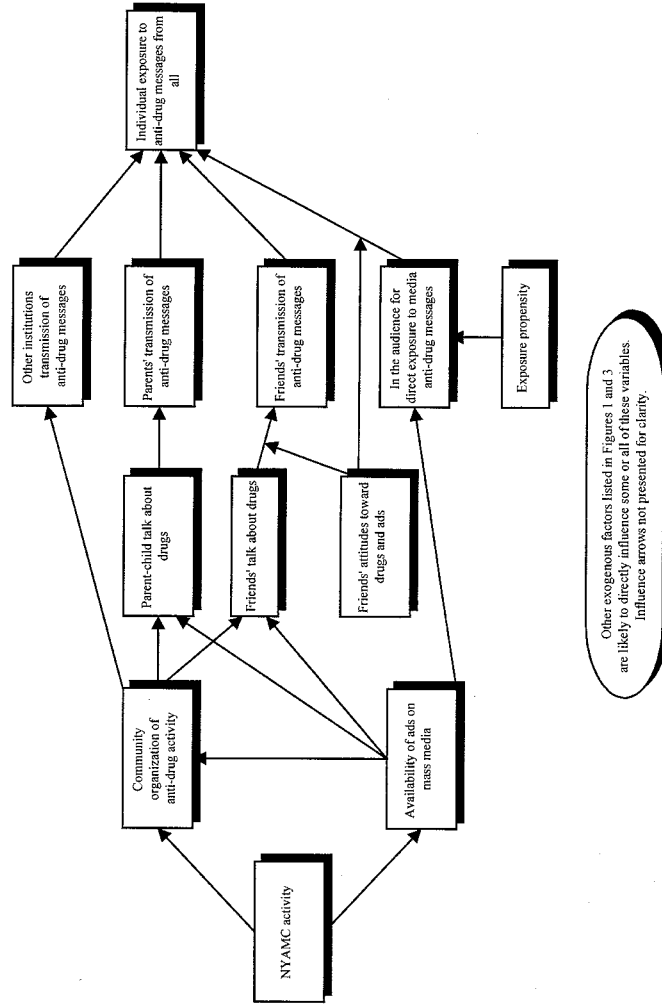 NYAMC activity
Community
organization of
anti-drug activity
Availability of ads on
mass media
Parent-child talk about
drugs
Friends' talk about drugs
Friends' attitudes toward
drugs and ads
Other institutions
transmission of
anti-drug messages
Parents' transmission of
anti-drug messages
Friends' transmission of
anti-drug messages
In the audience for
direct exposure to media
anti-drug messages
Exposure propensity
Individual exposure to
anti-drug messages from
all
Other exogenous factors listed in Figures 1 and 3
are likely to directly influence some or all of these variables.
Influence arrows not presented for clarity.